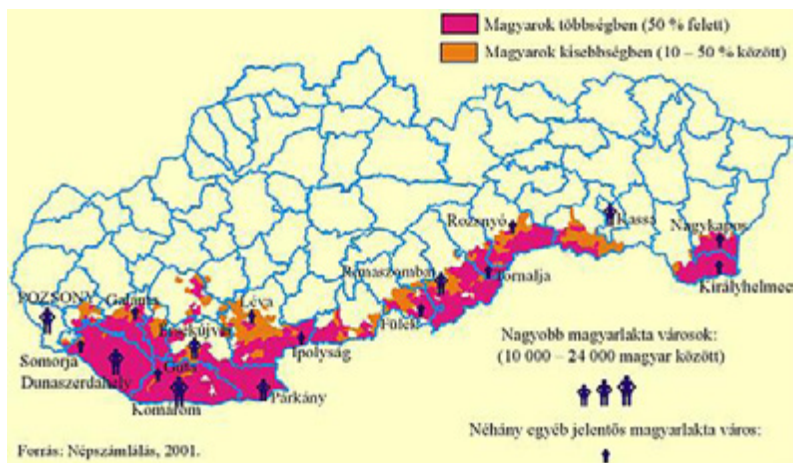 Magyarok többségben (50 % felett)
Magyarok kisebbségben (10 – 50 % között)
Rozsnyó
Kassa
Nagykapos
Rimaszombat
Tornalja
Királyhelmec
POZSONY
Galánta
Léva
Érsekújvár
Fülek
Ipolyság
Somorja
Dunaszerdahely
Guta
Komárom
Párkány
Nagyobb magyarlakta városok:
(10 000 – 24 000 magyar között)
Néhány egyéb jelentős magyarlakta város:
Forrás: Népszámlálás, 2001.